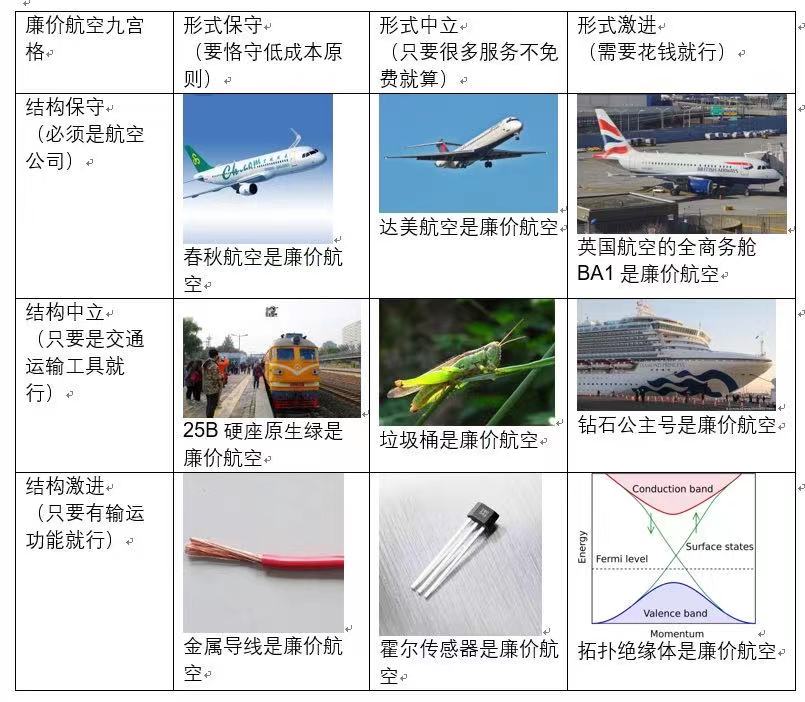 廉价航空九宫
格
形式保守
（要恪守低成本原
则）
形式中立
（只要很多服务不免
费就算）
形式激进
（需要花钱就行）
结构保守
（必须是航空
公司）
春秋航空是廉价航
空
达美航空是廉价航空
BRITISH AIRWAYS
英国航空的全商务舱
BA1 是廉价航空
结构中立
（只要是交通
运输工具就
行）
25B 硬座原生绿是
廉价航空
垃圾桶是廉价航空
DIAMOND PRINCESS
钻石公主号是廉价航空
结构激进
（只要有输运
功能就行）
金属导线是廉价航
空
霍尔传感器是廉价航
空
Conduction band
Surface states
Fermi level
Valence band
Energy
Momentum
拓扑绝缘体是廉价航空